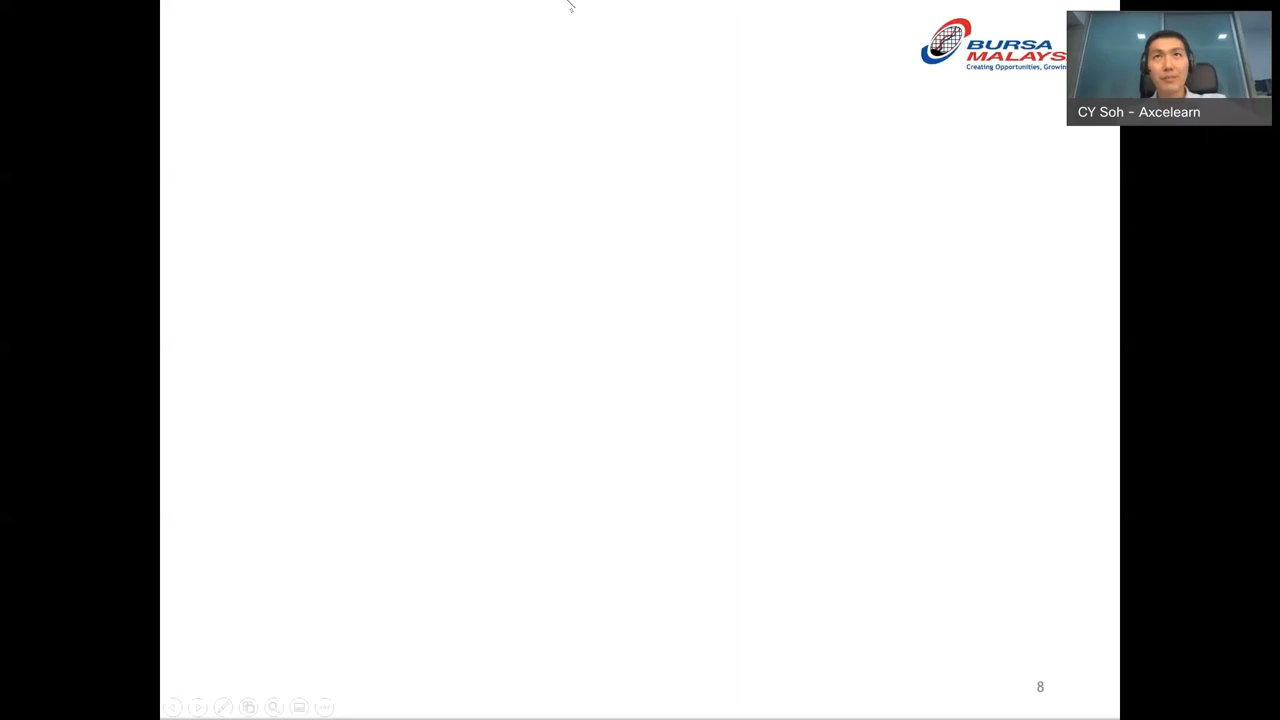 BURSA
MALAYS
Creating Opportunities, Growin
CY Soh - Axcelearn
8